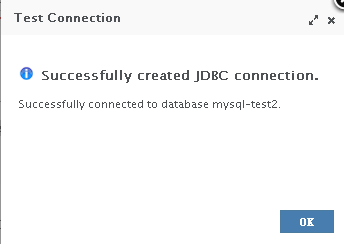 Test Connection
Successfully created JDBC connection.
Successfully connected to database mysql-test2.
OK